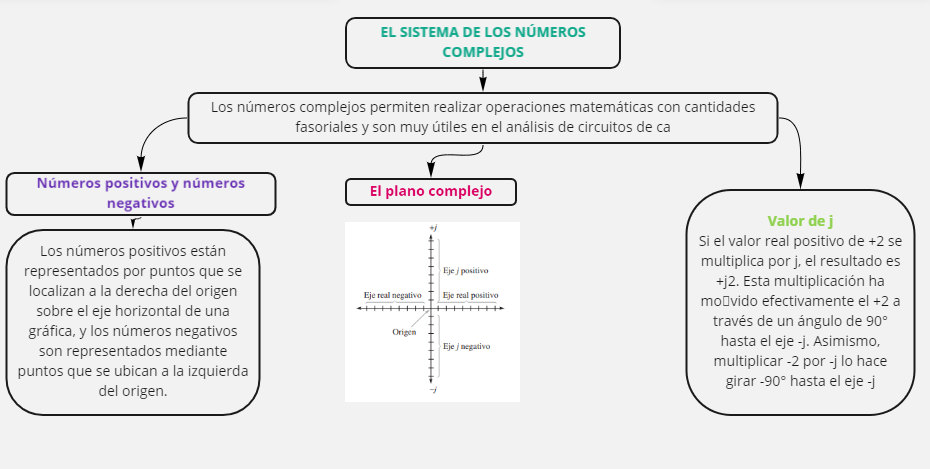 EL SISTEMA DE LOS NÚMEROS
COMPLEJOS
Los números complejos permiten realizar operaciones matemáticas con cantidades
fasoriales y son muy útiles en el análisis de circuitos de ca
Números positivos y números
negativos
Los números positivos están
representados por puntos que se
localizan a la derecha del origen
sobre el eje horizontal de una
gráfica, y los números negativos
son representados mediante
puntos que se ubican a la izquierda
del origen.
El plano complejo
+j
Eje j positivo
Eje real negativo
Eje real positivo
Origen
Eje j negativo
–j
Valor de j
Si el valor real positivo de +2 se
multiplica por j, el resultado es
+j2. Esta multiplicación ha
mo▯vido efectivamente el +2 a
través de un ángulo de 90°
hasta el eje -j. Asimismo,
multiplicar -2 por -j lo hace
girar -90° hasta el eje -j